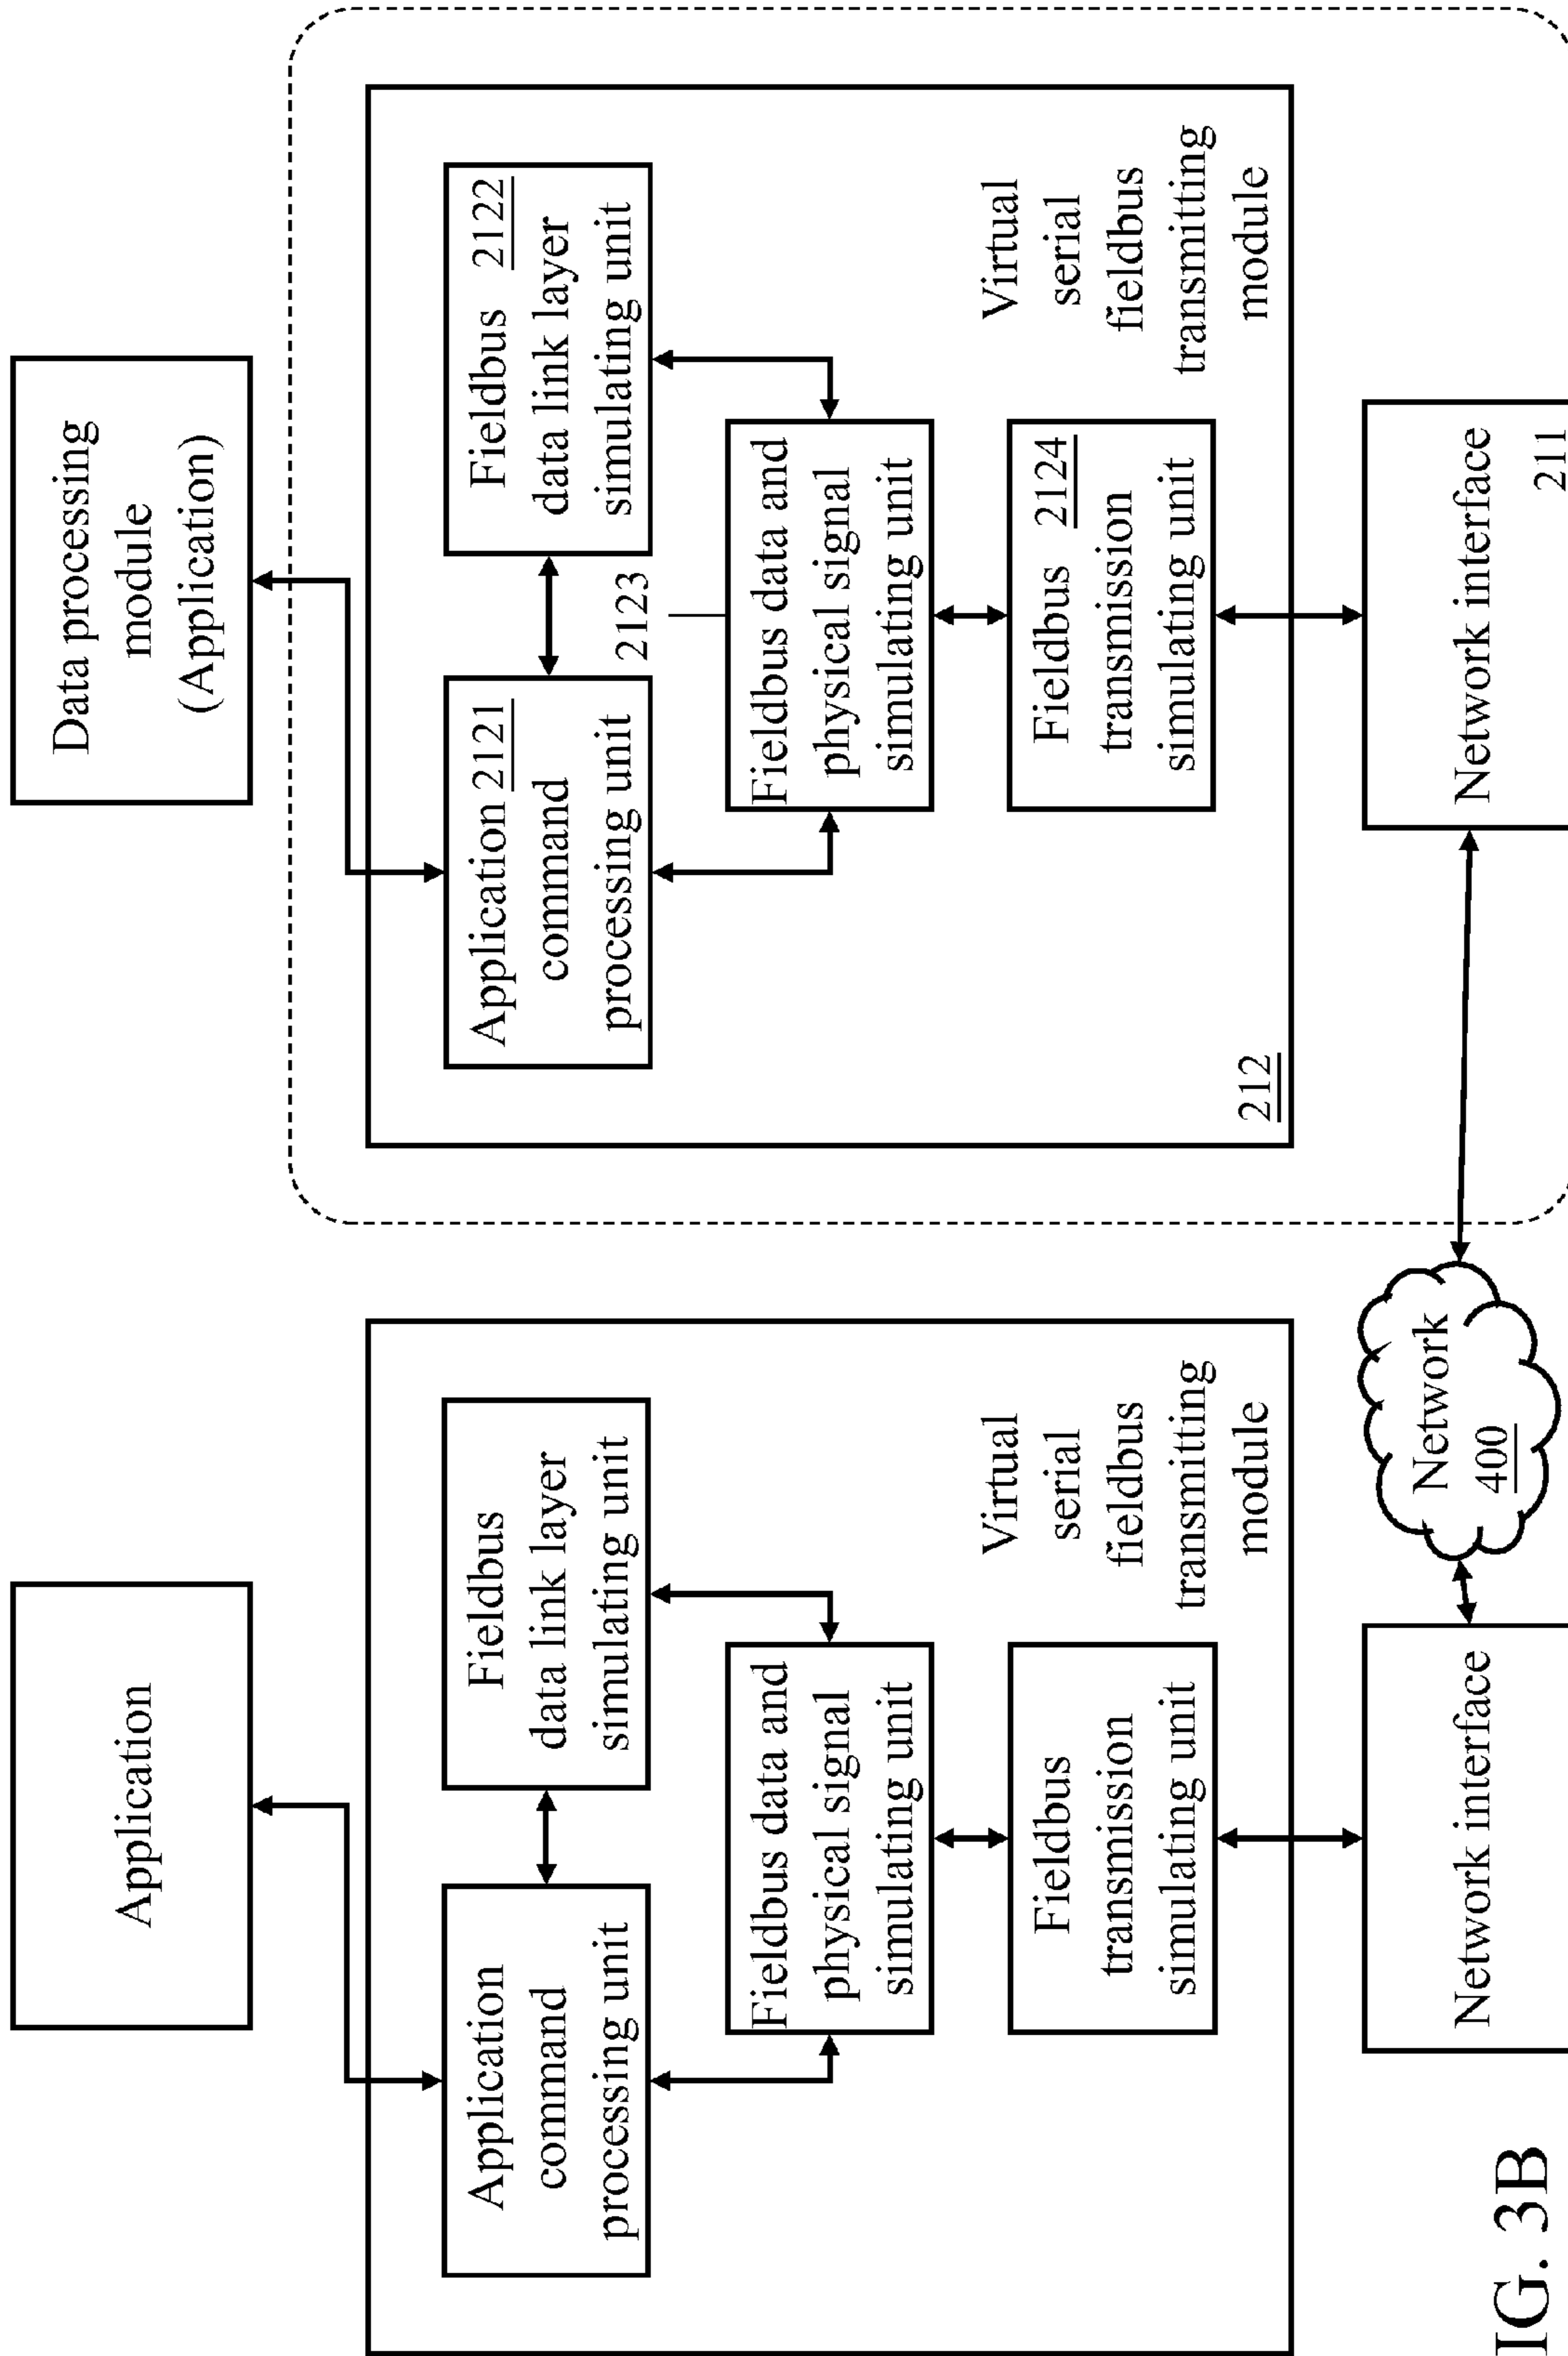 Application
Application
command
processing unit
Fieldbus
data link layer
simulating unit
Fieldbus data and
physical signal
simulating unit
Fieldbus
transmission
simulating unit
Virtual
serial
fieldbus
transmitting
module
Network interface
Network
400
Data processing
module
(Application)
Application 2121
command
processing unit
Fieldbus 2122
data link layer
simulating unit
2123
Fieldbus data and
physical signal
simulating unit
Fieldbus 2124
transmission
simulating unit
Virtual
serial
fieldbus
transmitting
module
212
Network interface
211
IG. 3B